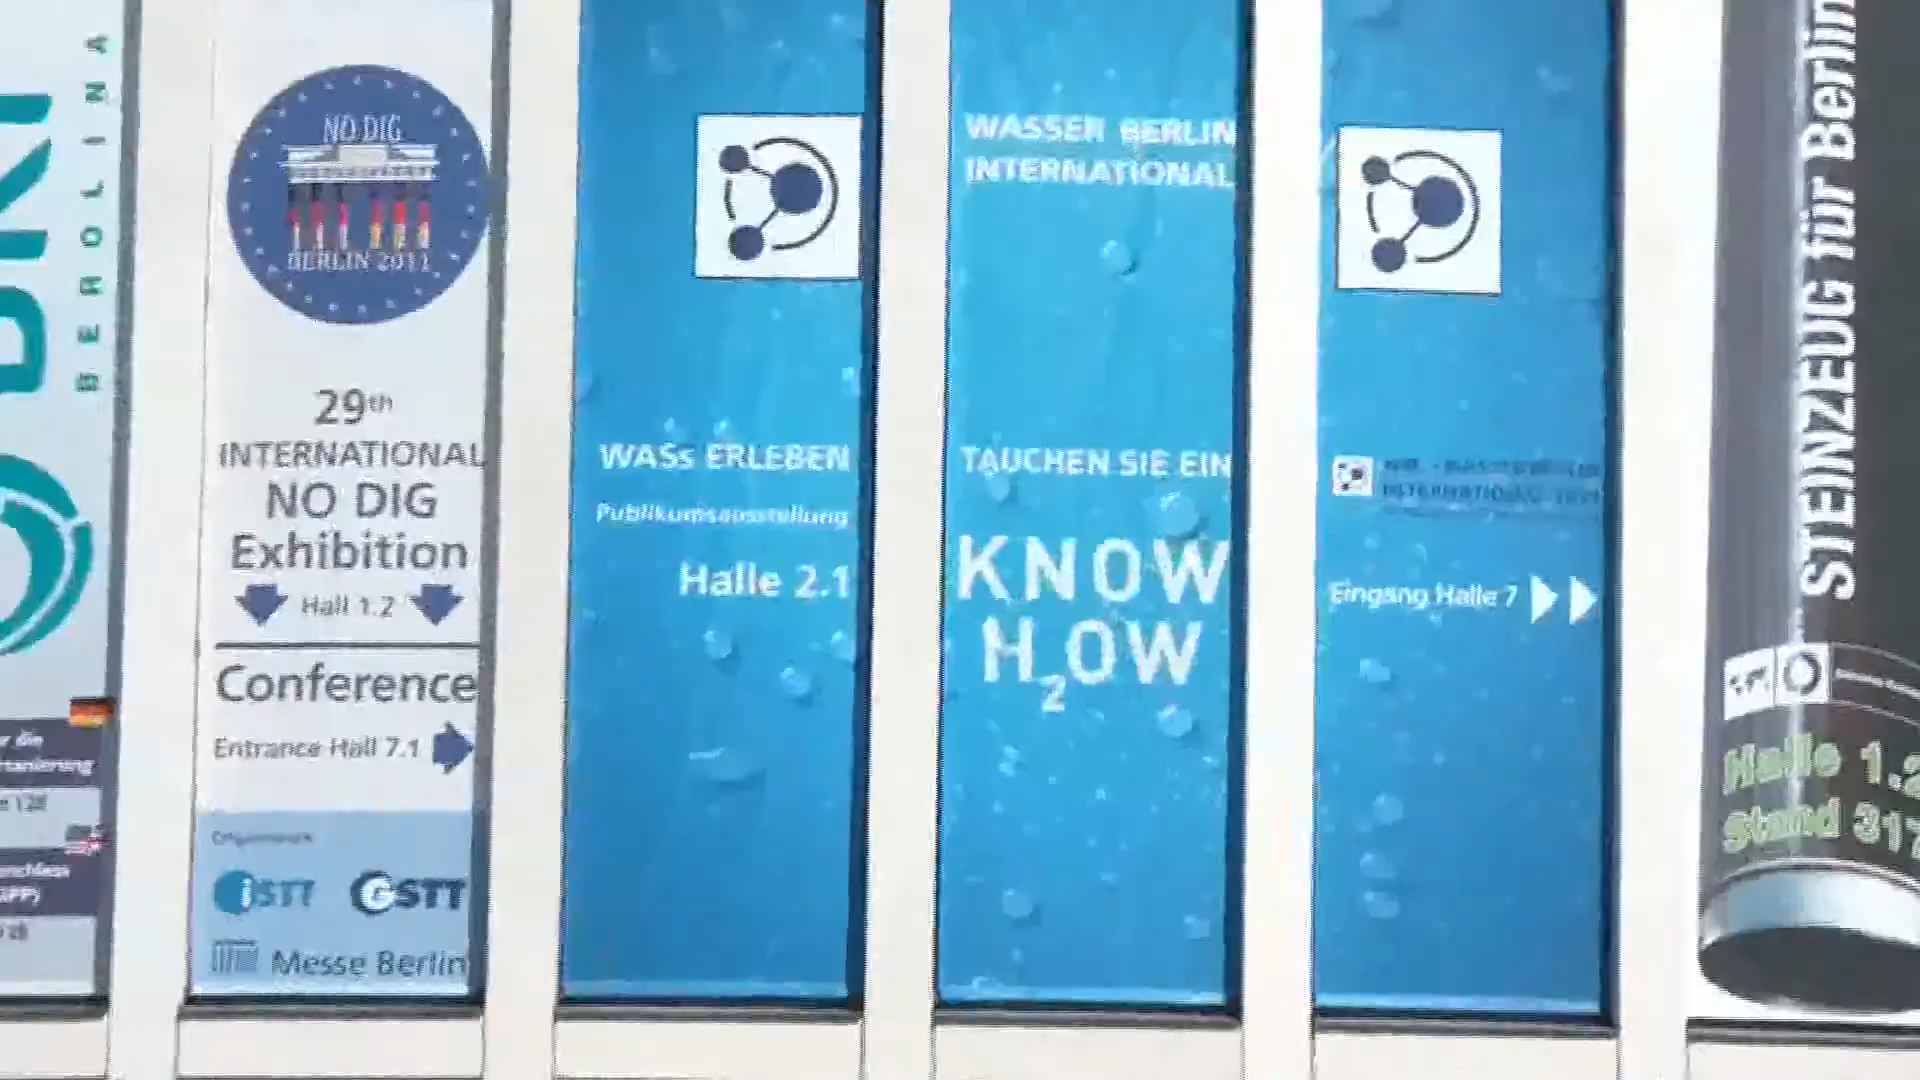 BEROLINA
NO DIG
BERLIN 2011
29th
INTERNATIONAL
NO DIG
Exhibition
Hall 1.2
Conference
Entrance Hall 7.1
iSTT GSTT
Messe Berlin
WASs ERLEBEN
Publikumsausstellung
Halle 2.1
WASSER BERLIN
INTERNATIONAL
TAUCHEN SIE EIN
KNOW
H2OW
Eingang Halle 7
STEINZEUG für Berlin
Halle 1.2
Stand 317